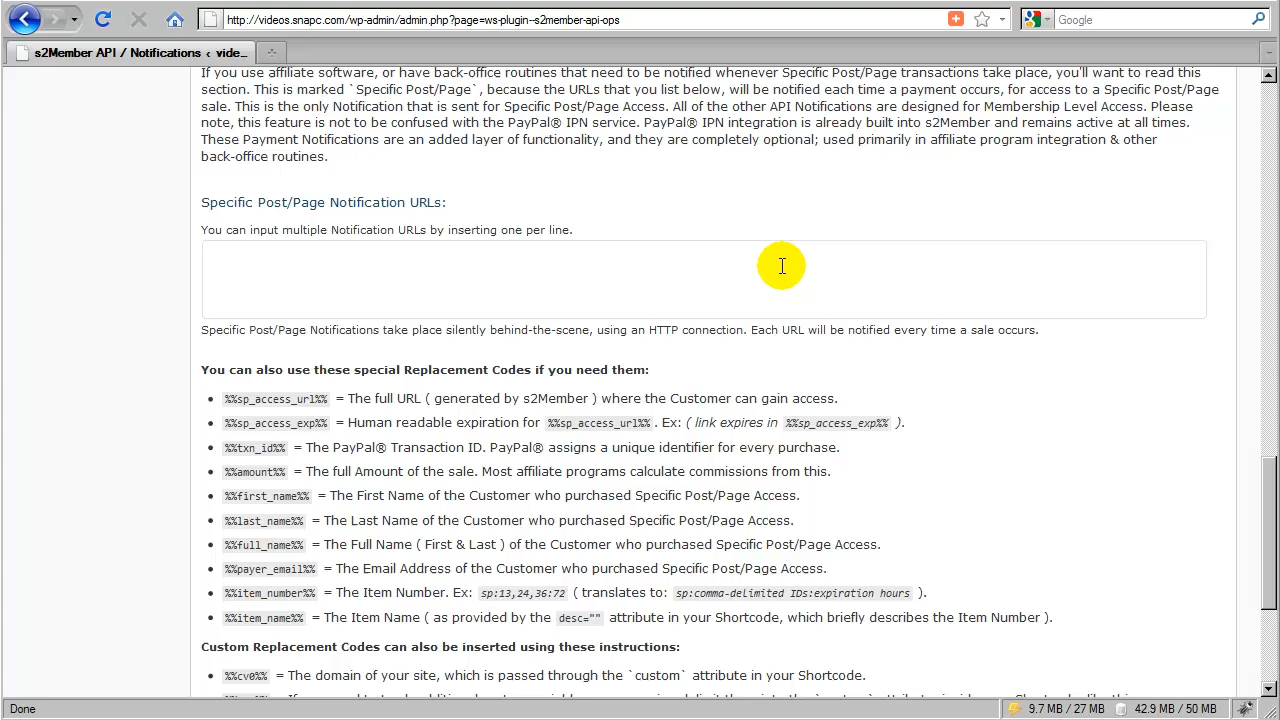 http://videos.snapc.com/wp-admin/admin.php?page=ws-plugin--s2member-api-ops
Google
s2Member API / Notifications ‹ vide...
If you use affiliate software, or have back-office routines that need to be notified whenever Specific Post/Page transactions take place, you'll want to read this
section. This is marked `Specific Post/Page`, because the URLs that you list below, will be notified each time a payment occurs, for access to a Specific Post/Page
sale. This is the only Notification that is sent for Specific Post/Page Access. All of the other API Notifications are designed for Membership Level Access. Please
note, this feature is not to be confused with the PayPal® IPN service. PayPal® IPN integration is already built into s2Member and remains active at all times.
These Payment Notifications are an added layer of functionality, and they are completely optional; used primarily in affiliate program integration & other
back-office routines.
Specific Post/Page Notification URLs:
You can input multiple Notification URLs by inserting one per line.
Specific Post/Page Notifications take place silently behind-the-scene, using an HTTP connection. Each URL will be notified every time a sale occurs.
You can also use these special Replacement Codes if you need them:
• %%sp_access_url%% = The full URL ( generated by s2Member ) where the Customer can gain access.
• %%sp_access_exp%% = Human readable expiration for %%sp_access_url%%. Ex: ( link expires in %%sp_access_exp%% ).
• %%txn_id%% = The PayPal® Transaction ID. PayPal® assigns a unique identifier for every purchase.
• %%amount%% = The full Amount of the sale. Most affiliate programs calculate commissions from this.
• %%first_name%% = The First Name of the Customer who purchased Specific Post/Page Access.
• %%last_name%% = The Last Name of the Customer who purchased Specific Post/Page Access.
• %%full_name%% = The Full Name ( First & Last ) of the Customer who purchased Specific Post/Page Access.
• %%payer_email%% = The Email Address of the Customer who purchased Specific Post/Page Access.
• %%item_number%% = The Item Number. Ex: sp:13,24,36:72 ( translates to: sp:comma-delimited IDs:expiration hours ).
• %%item_name%% = The Item Name ( as provided by the desc="" attribute in your Shortcode, which briefly describes the Item Number ).
Custom Replacement Codes can also be inserted using these instructions:
• %%cv0%% = The domain of your site, which is passed through the `custom` attribute in your Shortcode.
Done
9.7 MB / 27 MB
42.9 MB / 50 MB